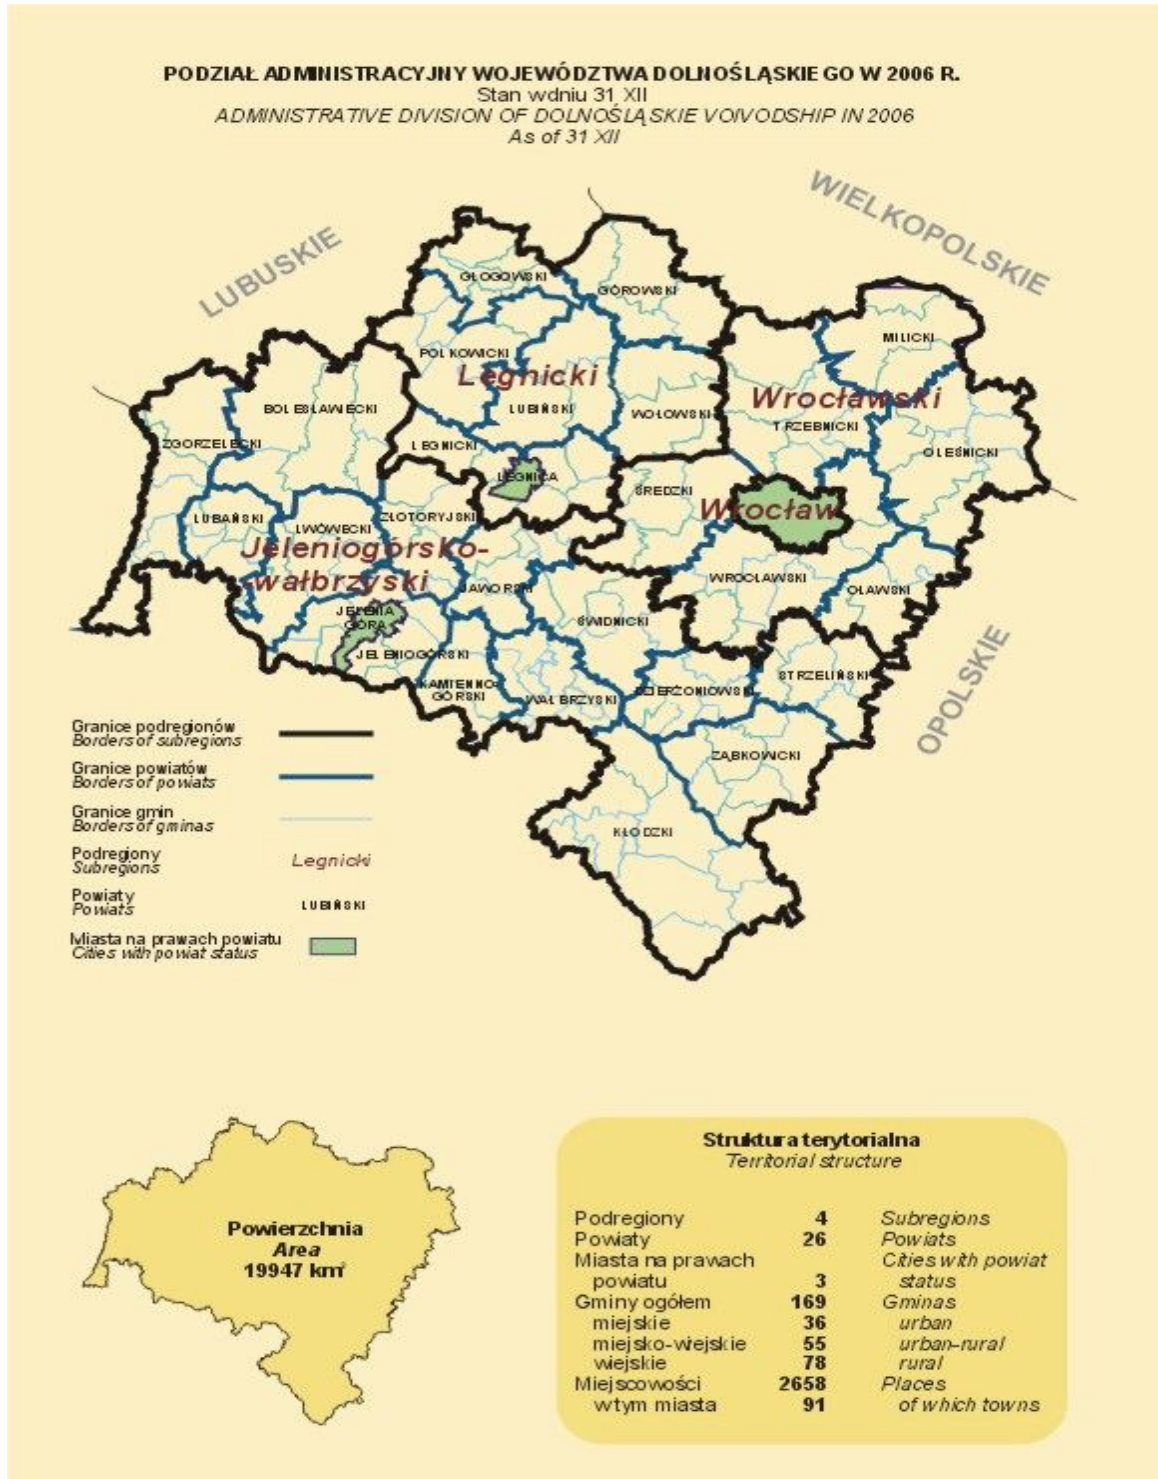 PODZIAŁ ADMINISTRACYJNY WOJEWÓDZTWA DOLNOŚLĄSKIE GO W 2006 R.
Stan wdniu 31 XII
ADMINISTRATIVE DIVISION OF DOLNOŚLĄSKIE VOIVODSHIP IN 2006
As of 31 XII
WIELKOPOLSKIE
LUBUSKIE
GŁOGOWSKI
GÓROWSKI
MILICKI
POLKOWICKI
Legnicki
Wrocławski
BOLESŁAWIECKI
LUBIŃSKI
WOŁOWSKI
TRZEBNICKI
ZGORZELECKI
LEGNICKI
OLEŚNICKI
LEGNICA
ŚREDZKI
Wrocław
LUBAŃSKI
LWÓWECKI
ZŁOTORYJSKI
Jeleniogórsko-
wałbrzyski
JAWORSKI
WROCŁAWSKI
OŁAWSKI
JELENIA
GÓRA
ŚWIDNICKI
JELENIOGÓRSKI
OPOLSKIE
STRZELIŃSKI
KAMIENNO-
GÓRSKI
WAŁBRZYSKI
DZIERŻONIOWSKI
ZĄBKOWICKI
KŁODZKI
Granice podregionów
Borders of subregions
Granice powiatów
Borders of powiats
Granice gmin
Borders of gminas
Podregiony
Subregions
Legnicki
Powiaty
Powiats
LUBIŃSKI
Miasta na prawach powiatu
Cities with powiat status
Powierzchnia
Area
19947 km²
Struktura terytorialna
Territorial structure
Podregiony 4 Subregions
Powiaty 26 Powiats
Miasta na prawach Cities with powiat
powiatu 3 status
Gminy ogółem 169 Gminas
miejskie 36 urban
miejsko-wiejskie 55 urban-rural
wiejskie 78 rural
Miejscowości 2658 Places
w tym miasta 91 of which towns